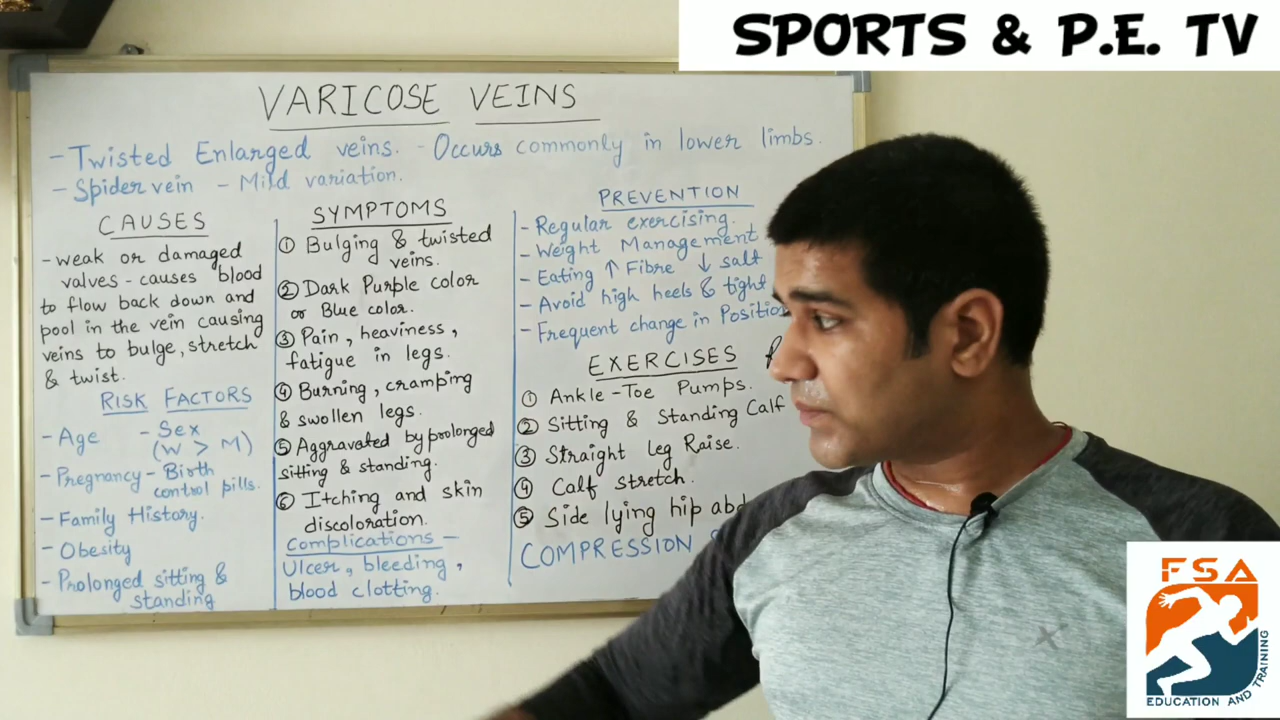 SPORTS & P.E. TV
VARICOSE VEINS
- Twisted Enlarged veins. - Occurs commonly in lower limbs.
- Spider vein - Mild variation.
CAUSES
- weak or damaged
valves - causes blood
to flow back down and
pool in the vein causing
veins to bulge, stretch
& twist.
RISK FACTORS
- Age - Sex
(W > M)
- Pregnancy - Birth
control pills.
- Family History.
- Obesity
- Prolonged sitting &
standing
SYMPTOMS
① Bulging & twisted
veins.
② Dark Purple color
or Blue color.
③ Pain, heaviness,
fatigue in legs.
④ Burning, cramping
& swollen legs.
⑤ Aggravated by prolonged
sitting & standing.
⑥ Itching and skin
discoloration.
Complications -
Ulcer, bleeding,
blood clotting.
PREVENTION
- Regular exercising.
- Weight Management
- Eating ↑ Fibre ↓ salt
- Avoid high heels & tight
- Frequent change in Position
EXERCISES
① Ankle - Toe Pumps.
② Sitting & Standing Calf
③ Straight Leg Raise.
④ Calf stretch.
⑤ Side lying hip
COMPRESSION
FSA
EDUCATION AND TRAINING